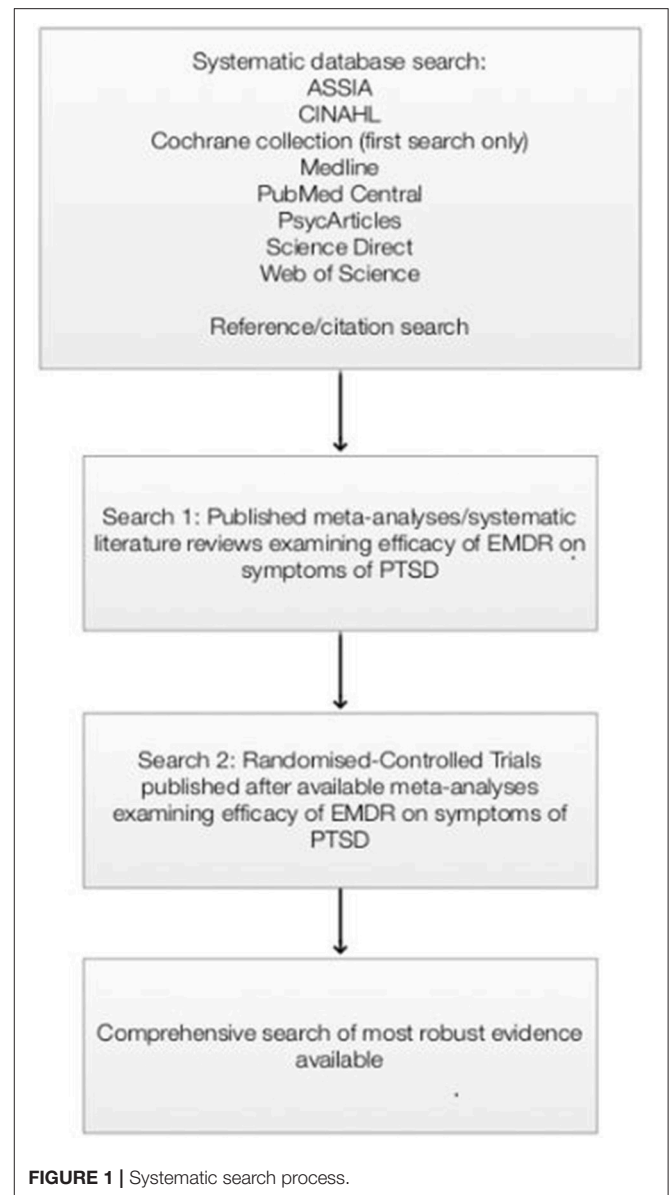 Systematic database search:
ASSIA
CINAHL
Cochrane collection (first search only)
Medline
PubMed Central
PsycArticles
Science Direct
Web of Science
Reference/citation search
Search 1: Published meta-analyses/systematic
literature reviews examining efficacy of EMDR on
symptoms of PTSD
Search 2: Randomised-Controlled Trials
published after available meta-analyses
examining efficacy of EMDR on symptoms of
PTSD
Comprehensive search of most robust evidence
available
FIGURE 1 | Systematic search process.